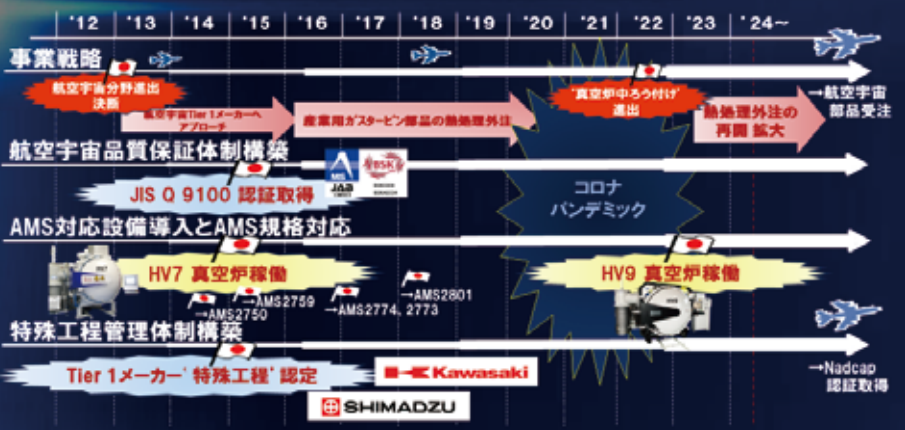 '12 '13 '14 '15 '16 '17 '18 '19 '20 '21 '22 '23 '24～
事業戦略
航空宇宙分野進出
決断
航空宇宙Tier 1メーカーへ
アプローチ
産業用ガスタービン部品の熱処理外注
"真空炉中ろう付け"
進出
熱処理外注の
再開 拡大
→航空宇宙
部品受注
航空宇宙品質保証体制構築
JIS Q 9100 認証取得
MS
JAB
BSK
コロナ
パンデミック
AMS対応設備導入とAMS規格対応
HV7 真空炉稼働
HV9 真空炉稼働
→AMS2750
→AMS2759
→AMS2774、2773
→AMS2801
特殊工程管理体制構築
Tier 1メーカー'特殊工程'認定
Kawasaki
SHIMADZU
→Nadcap
認証取得